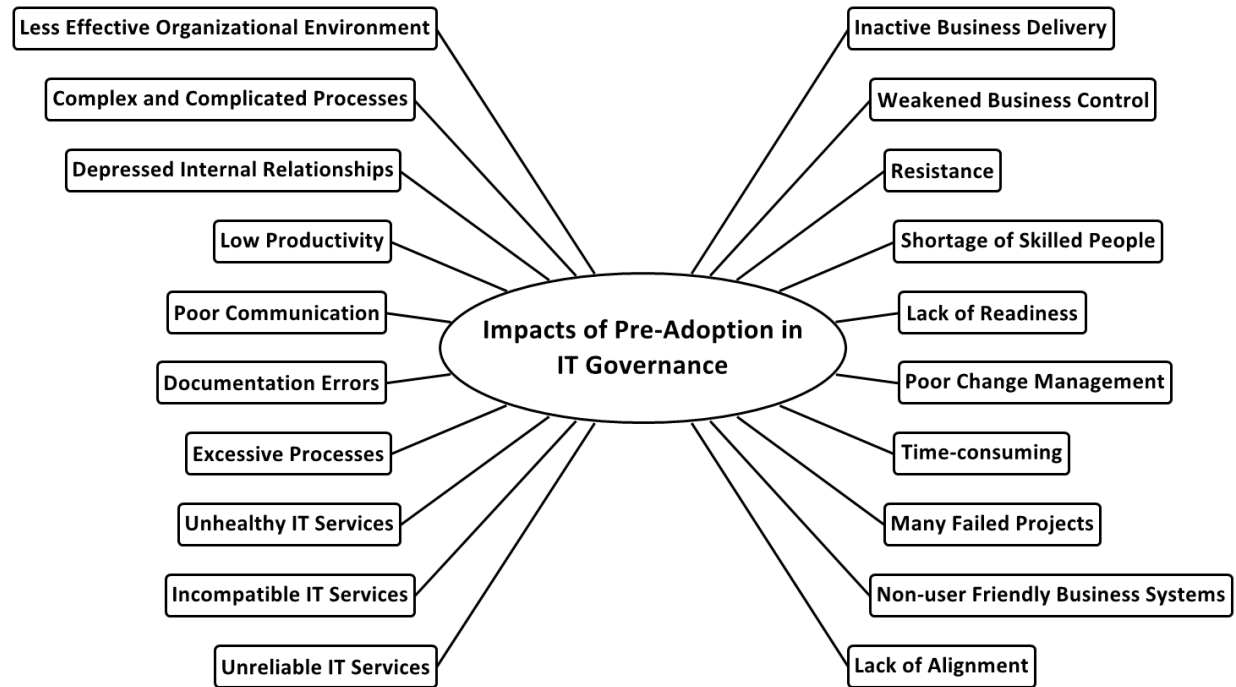 Less Effective Organizational Environment
Complex and Complicated Processes
Depressed Internal Relationships
Low Productivity
Poor Communication
Documentation Errors
Excessive Processes
Unhealthy IT Services
Incompatible IT Services
Unreliable IT Services
Impacts of Pre-Adoption in
IT Governance
Inactive Business Delivery
Weakened Business Control
Resistance
Shortage of Skilled People
Lack of Readiness
Poor Change Management
Time-consuming
Many Failed Projects
Non-user Friendly Business Systems
Lack of Alignment